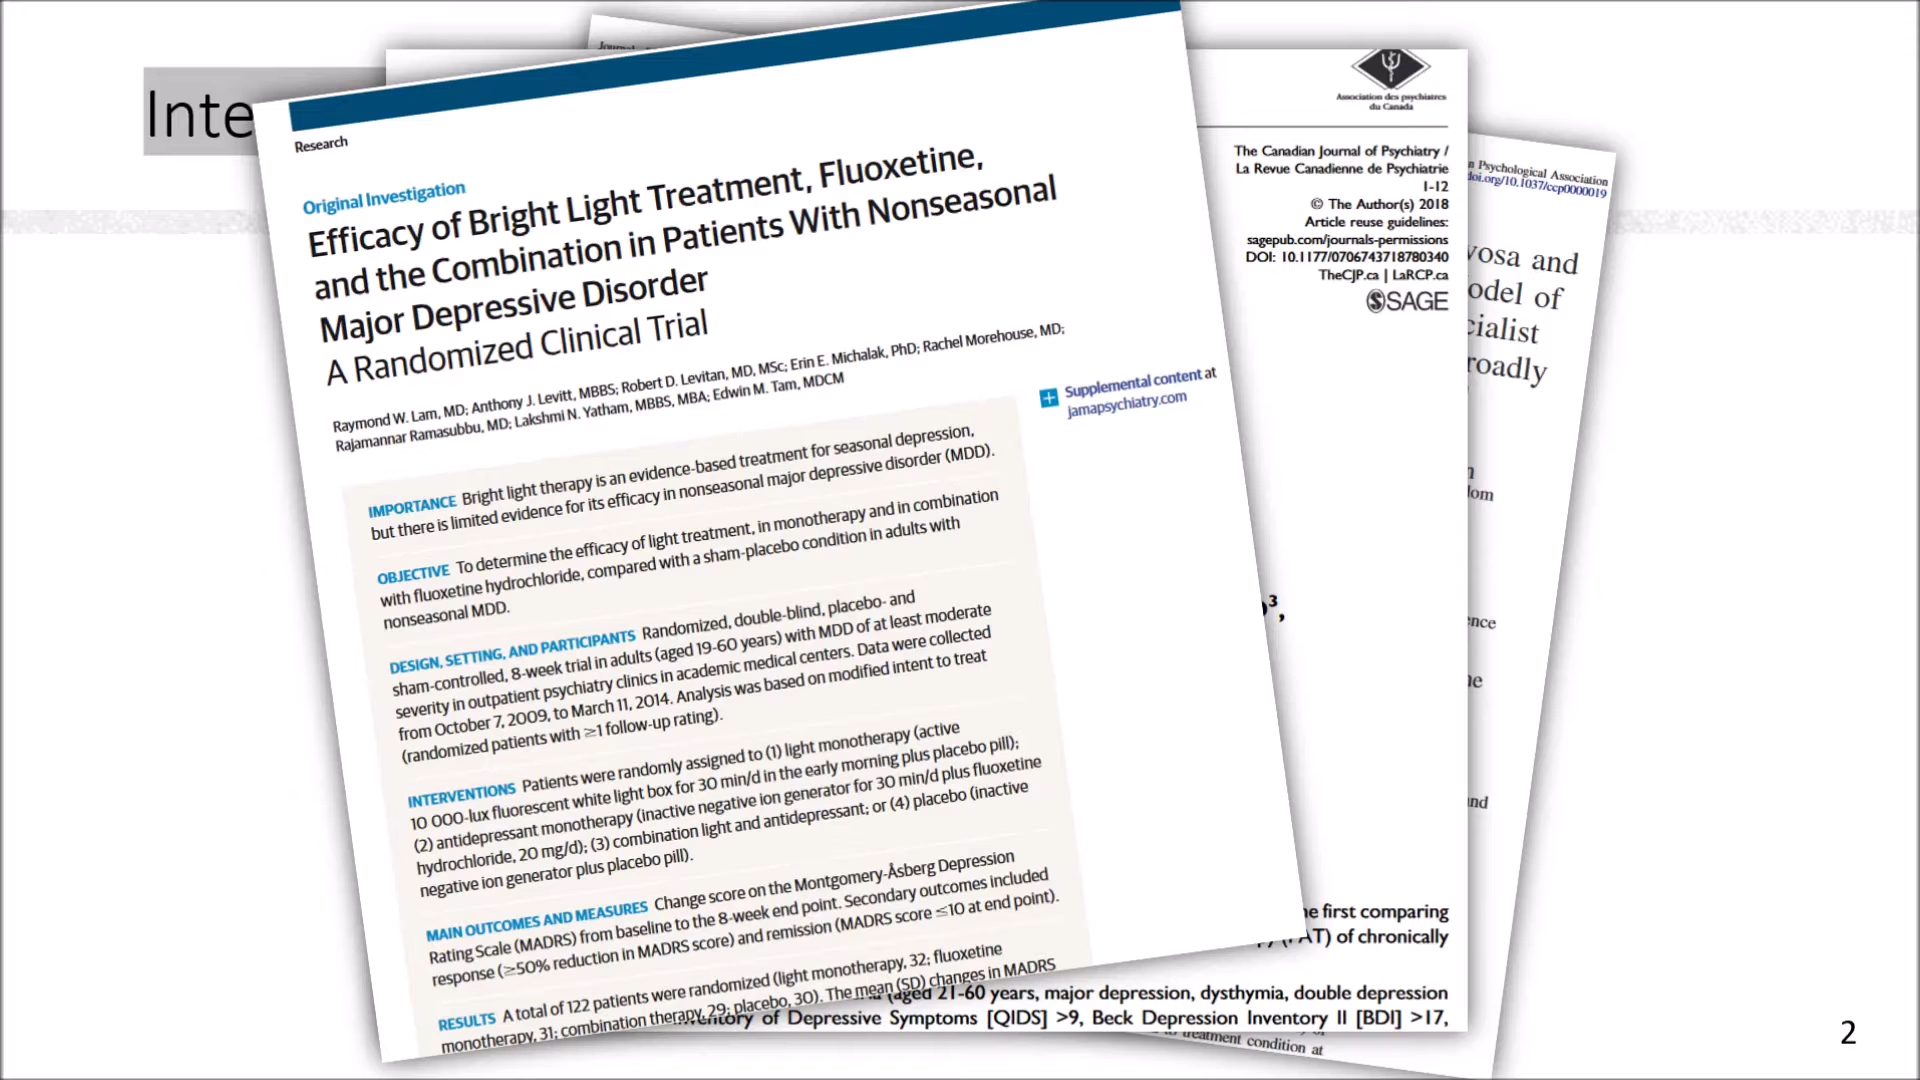 Inte
Research
Original Investigation
Efficacy of Bright Light Treatment, Fluoxetine,
and the Combination in Patients With Nonseasonal
Major Depressive Disorder
A Randomized Clinical Trial
Raymond W. Lam, MD; Anthony J. Levitt, MBBS; Robert D. Levitan, MD, MSc; Erin E. Michalak, PhD; Rachel Morehouse, MD;
Rajamannar Ramasubbu, MD; Lakshmi N. Yatham, MBBS, MBA; Edwin M. Tam, MDCM
Supplemental content at
jamapsychiatry.com
IMPORTANCE Bright light therapy is an evidence-based treatment for seasonal depression,
but there is limited evidence for its efficacy in nonseasonal major depressive disorder (MDD).
OBJECTIVE To determine the efficacy of light treatment, in monotherapy and in combination
with fluoxetine hydrochloride, compared with a sham-placebo condition in adults with
nonseasonal MDD.
DESIGN, SETTING, AND PARTICIPANTS Randomized, double-blind, placebo- and
sham-controlled, 8-week trial in adults (aged 19-60 years) with MDD of at least moderate
severity in outpatient psychiatry clinics in academic medical centers. Data were collected
from October 7, 2009, to March 11, 2014. Analysis was based on modified intent to treat
(randomized patients with ≥1 follow-up rating).
INTERVENTIONS Patients were randomly assigned to (1) light monotherapy (active
10 000-lux fluorescent white light box for 30 min/d in the early morning plus placebo pill);
(2) antidepressant monotherapy (inactive negative ion generator for 30 min/d plus fluoxetine
hydrochloride, 20 mg/d); (3) combination light and antidepressant; or (4) placebo (inactive
negative ion generator plus placebo pill).
MAIN OUTCOMES AND MEASURES Change score on the Montgomery-Åsberg Depression
Rating Scale (MADRS) from baseline to the 8-week end point. Secondary outcomes included
response (≥50% reduction in MADRS score) and remission (MADRS score ≤10 at end point).
RESULTS A total of 122 patients were randomized (light monotherapy, 32; fluoxetine
monotherapy, 31; combination therapy, 29; placebo, 30). The mean (SD) changes in MADRS
Association des psychiatres
du Canada
The Canadian Journal of Psychiatry /
La Revue Canadienne de Psychiatrie
1-12
© The Author(s) 2018
Article reuse guidelines:
sagepub.com/journals-permissions
DOI: 10.1177/0706743718780340
TheCJP.ca | LaRCP.ca
SAGE
3,
he first comparing
AT) of chronically
(aged 21-60 years, major depression, dysthymia, double depression
ventory of Depressive Symptoms [QIDS] >9, Beck Depression Inventory II [BDI] >17,
n Psychological Association
doi.org/10.1037/ccp0000019
vosa and
odel of
cialist
roadly
n
dom
ence
he
and
treatment condition at
2